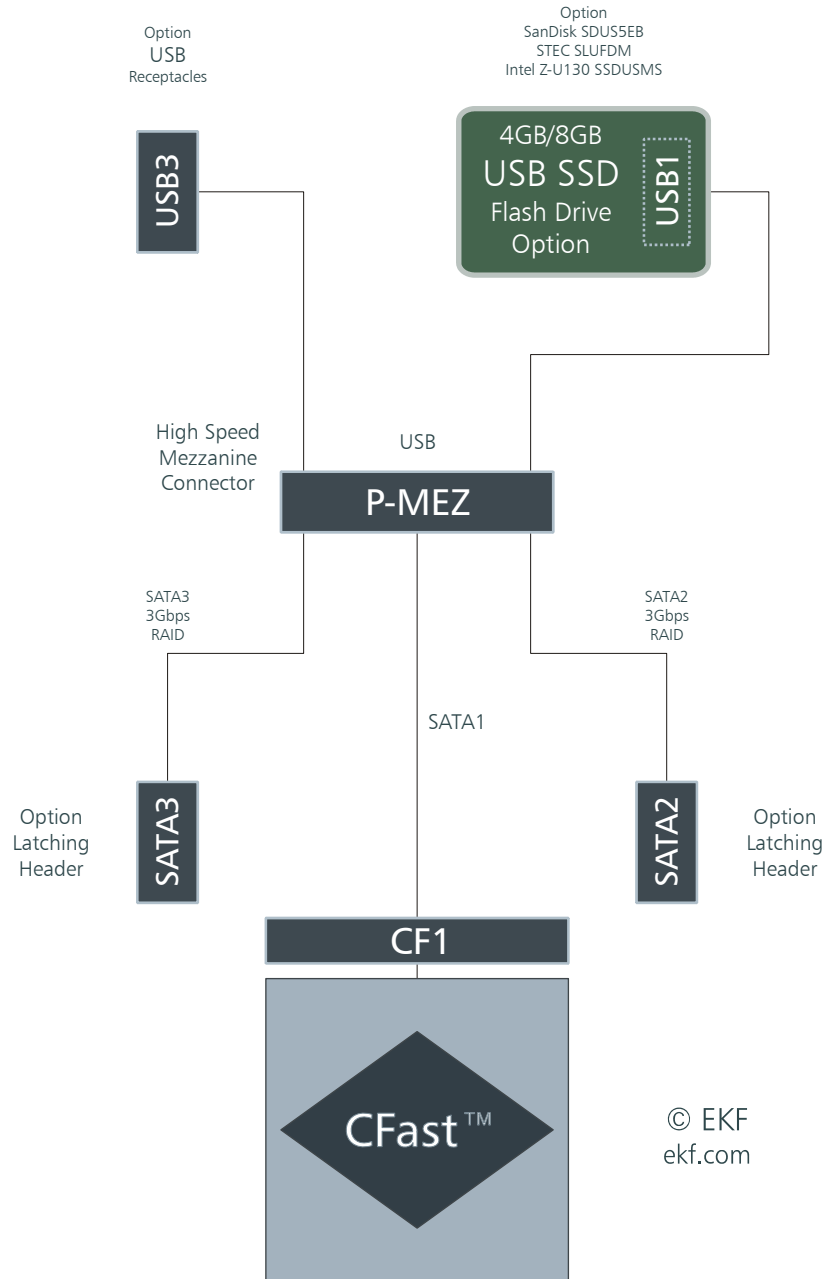 Option
USB
Receptacles
Option
SanDisk SDUS5EB
STEC SLUFDM
Intel Z-U130 SSDUSMS
USB3
4GB/8GB
USB SSD
Flash Drive
Option
USB1
High Speed
Mezzanine
Connector
USB
P-MEZ
SATA3
3Gbps
RAID
SATA2
3Gbps
RAID
SATA1
Option
Latching
Header
SATA3
SATA2
Option
Latching
Header
CF1
CFast™
© EKF
ekf.com